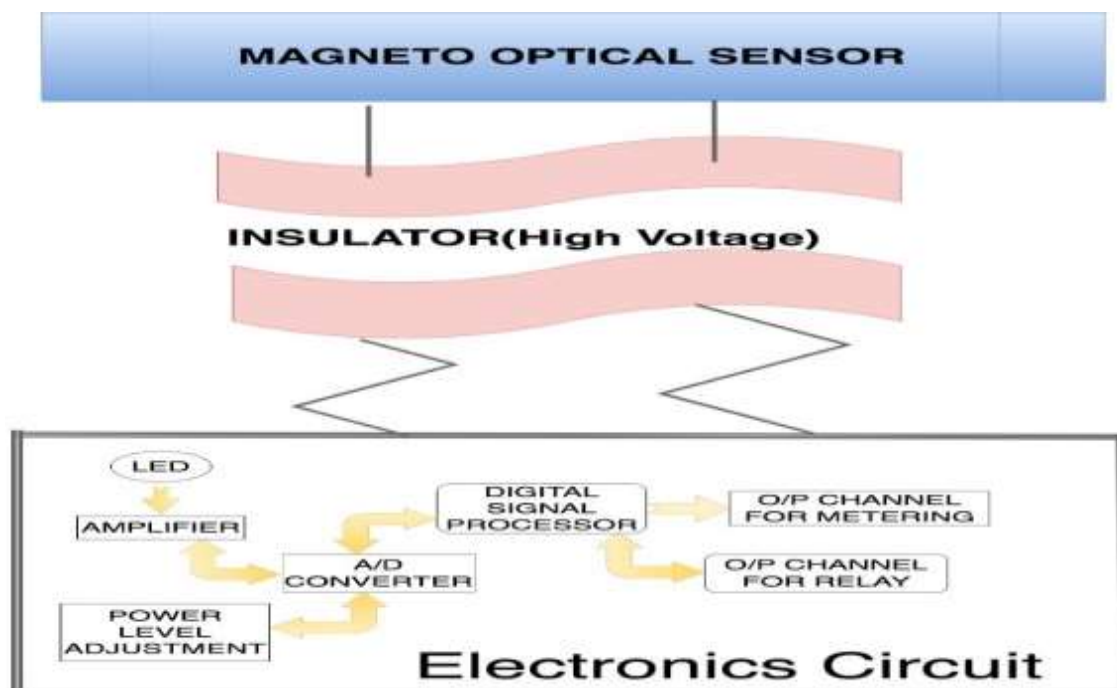 MAGNETO OPTICAL SENSOR
INSULATOR(High Voltage)
LED
AMPLIFIER
A/D
CONVERTER
POWER
LEVEL
ADJUSTMENT
DIGITAL
SIGNAL
PROCESSOR
O/P CHANNEL
FOR METERING
O/P CHANNEL
FOR RELAY
Electronics Circuit